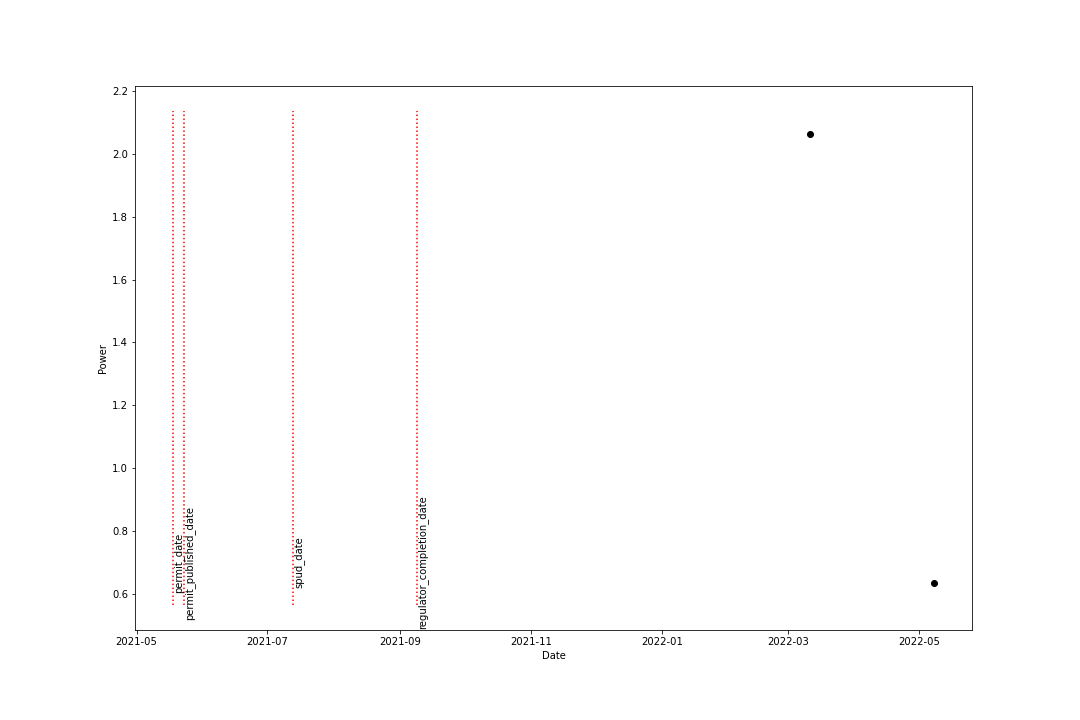 2.2
2.0
1.8
1.6
1.4
1.2
1.0
0.8
0.6
Power
permit_date
permit_published_date
spud_date
regulator_completion_date
2021-05
2021-07
2021-09
2021-11
2022-01
2022-03
2022-05
Date